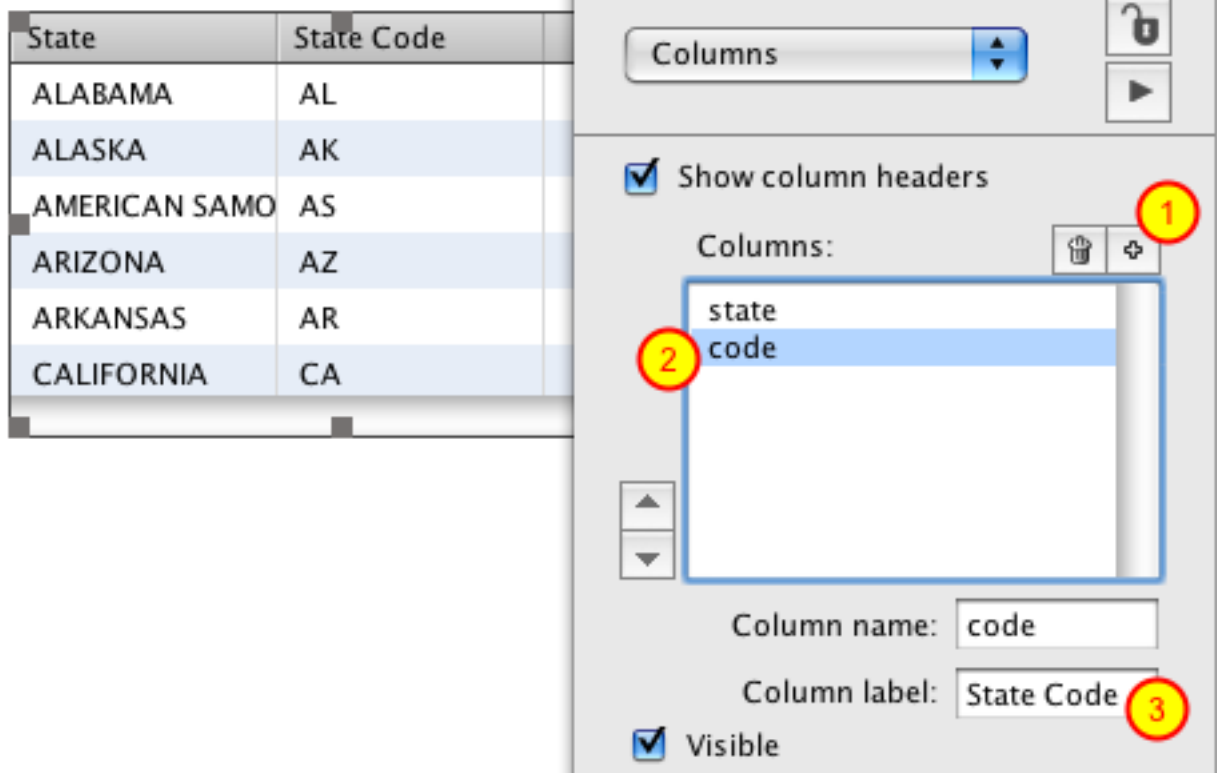 State State Code
ALABAMA AL
ALASKA AK
AMERICAN SAMO AS
ARIZONA AZ
ARKANSAS AR
CALIFORNIA CA
Columns
Show column headers
1
Columns:
state
2
code
Column name: code
Column label: State Code
3
Visible